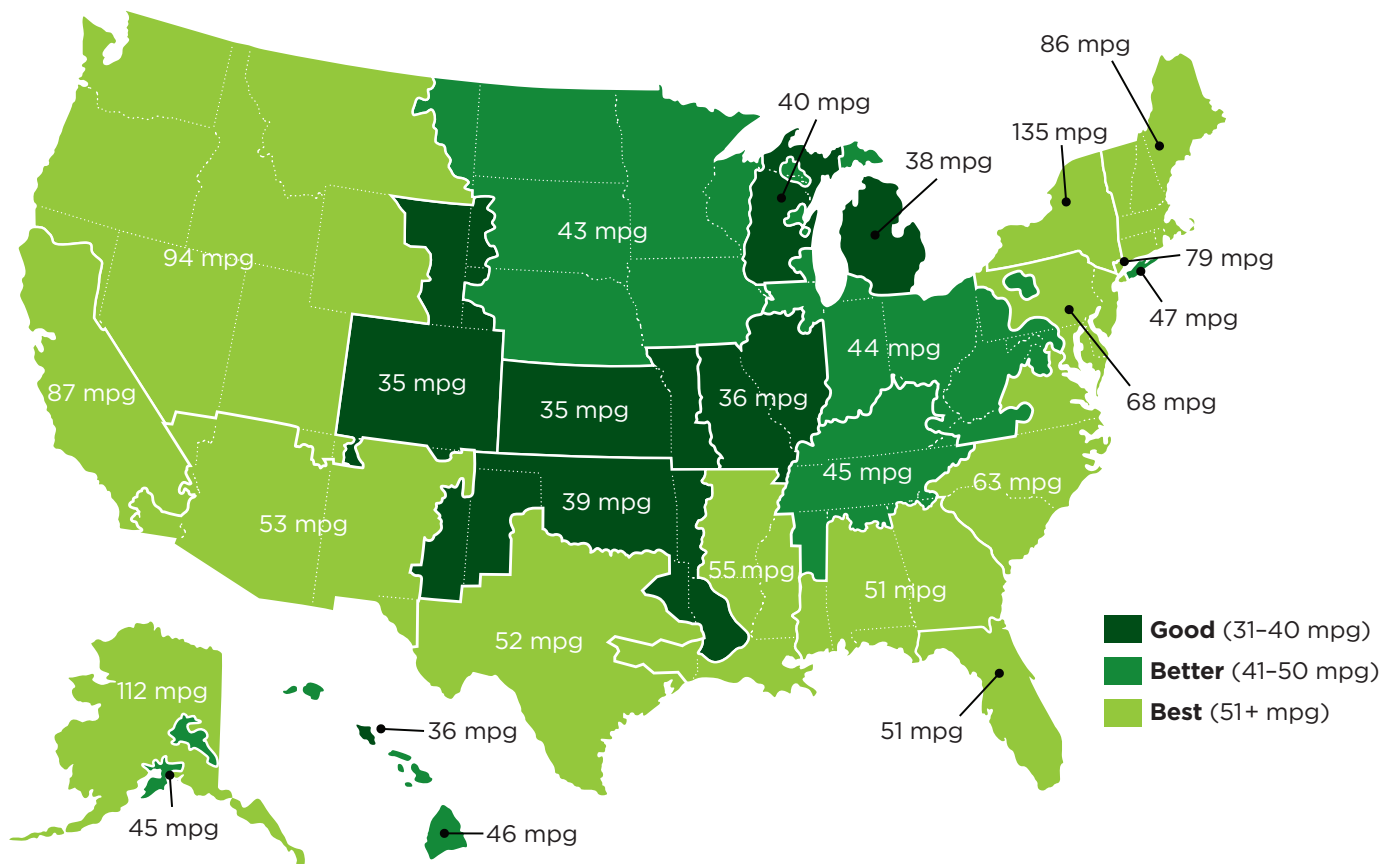 86 mpg
40 mpg
135 mpg
38 mpg
43 mpg
94 mpg
79 mpg
47 mpg
44 mpg
35 mpg
87 mpg
36 mpg
35 mpg
68 mpg
45 mpg
63 mpg
39 mpg
53 mpg
55 mpg
51 mpg
52 mpg
Good (31–40 mpg)
Better (41–50 mpg)
Best (51+ mpg)
112 mpg
36 mpg
51 mpg
45 mpg
46 mpg